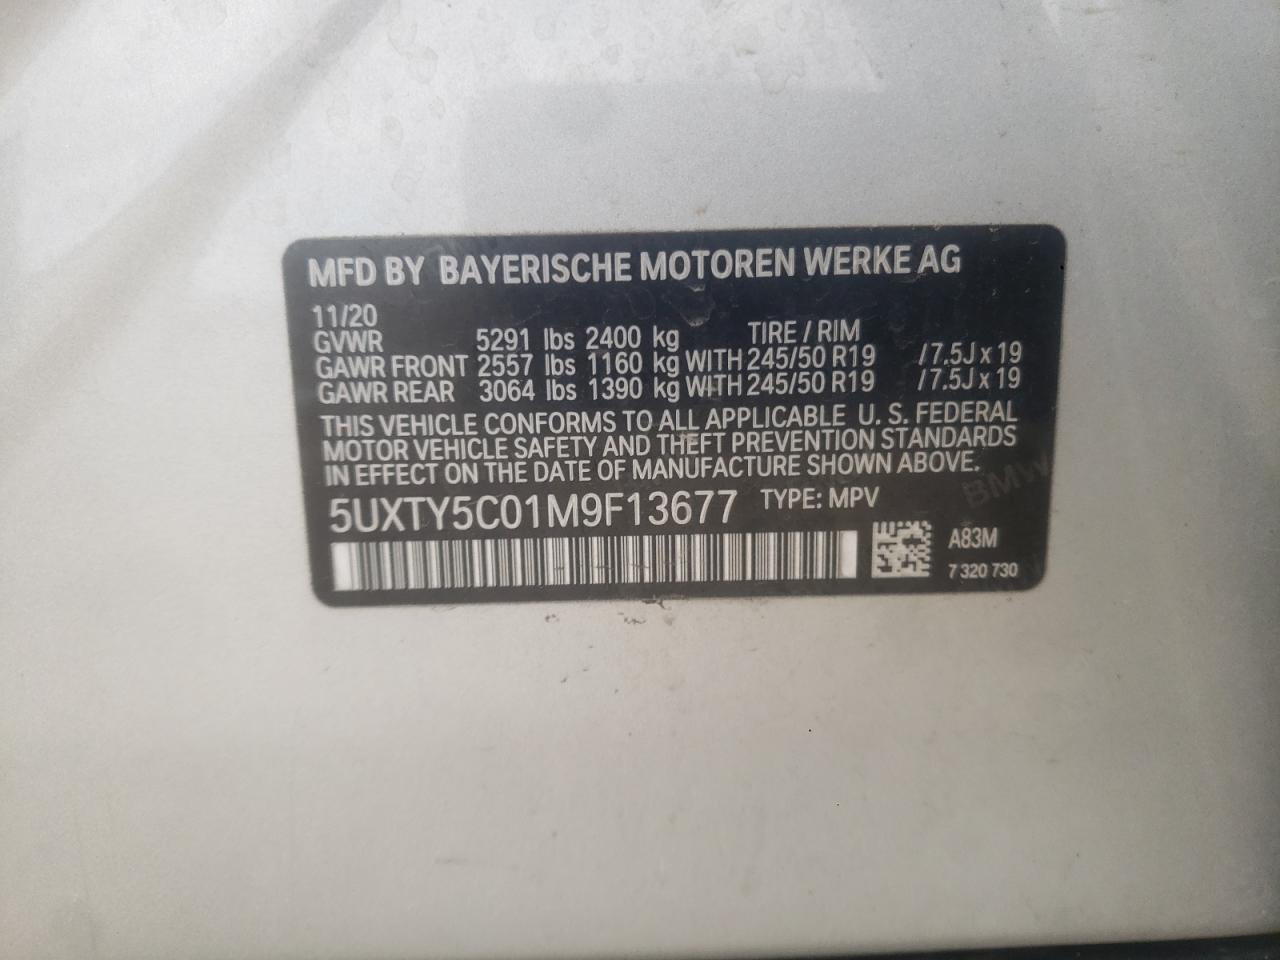 MFD BY BAYERISCHE MOTOREN WERKE AG
11/20
GVWR 5291 lbs 2400 kg TIRE / RIM
GAWR FRONT 2557 lbs 1160 kg WITH 245/50 R19 / 7.5J x 19
GAWR REAR 3064 lbs 1390 kg WITH 245/50 R19 / 7.5J x 19
THIS VEHICLE CONFORMS TO ALL APPLICABLE U. S. FEDERAL
MOTOR VEHICLE SAFETY AND THEFT PREVENTION STANDARDS
IN EFFECT ON THE DATE OF MANUFACTURE SHOWN ABOVE.
BMW
5UXTY5C01M9F13677 TYPE: MPV
A83M
7 320 730